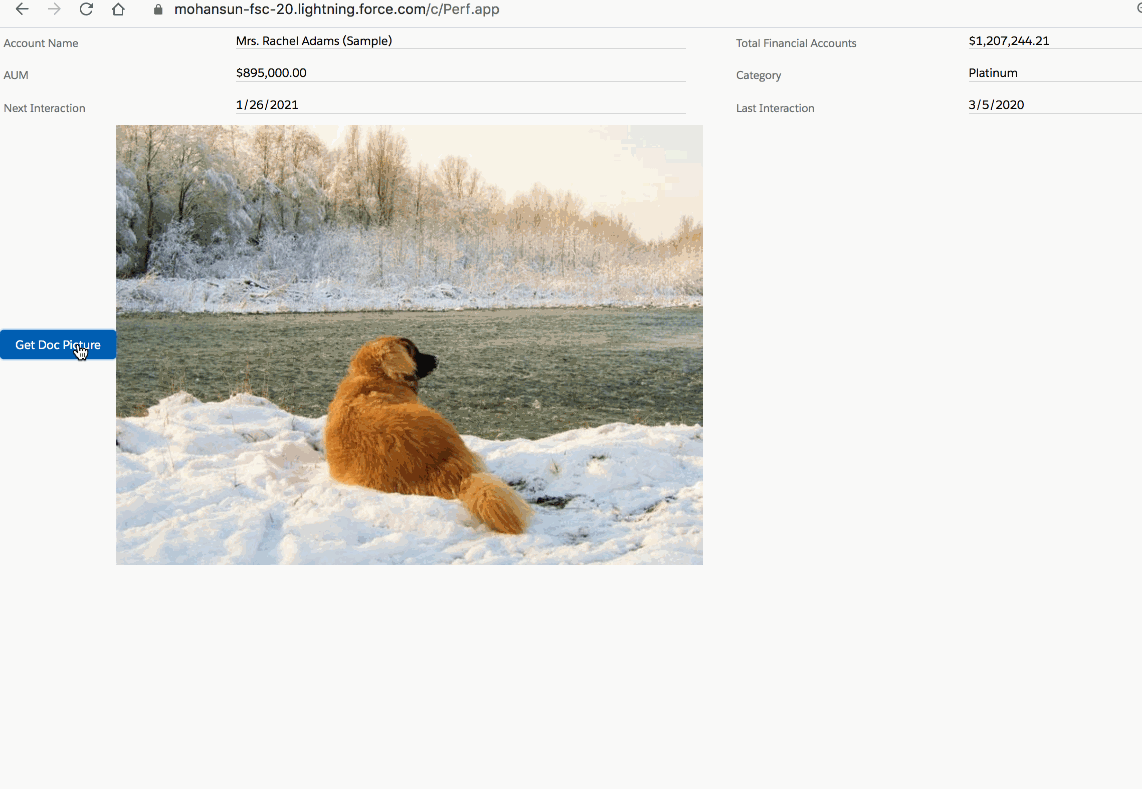 mohansun-fsc-20.lightning.force.com/c/Perf.app
Account Name Mrs. Rachel Adams (Sample) Total Financial Accounts $1,207,244.21
AUM $895,000.00 Category Platinum
Next Interaction 1/26/2021 Last Interaction 3/5/2020
Get Doc Picture